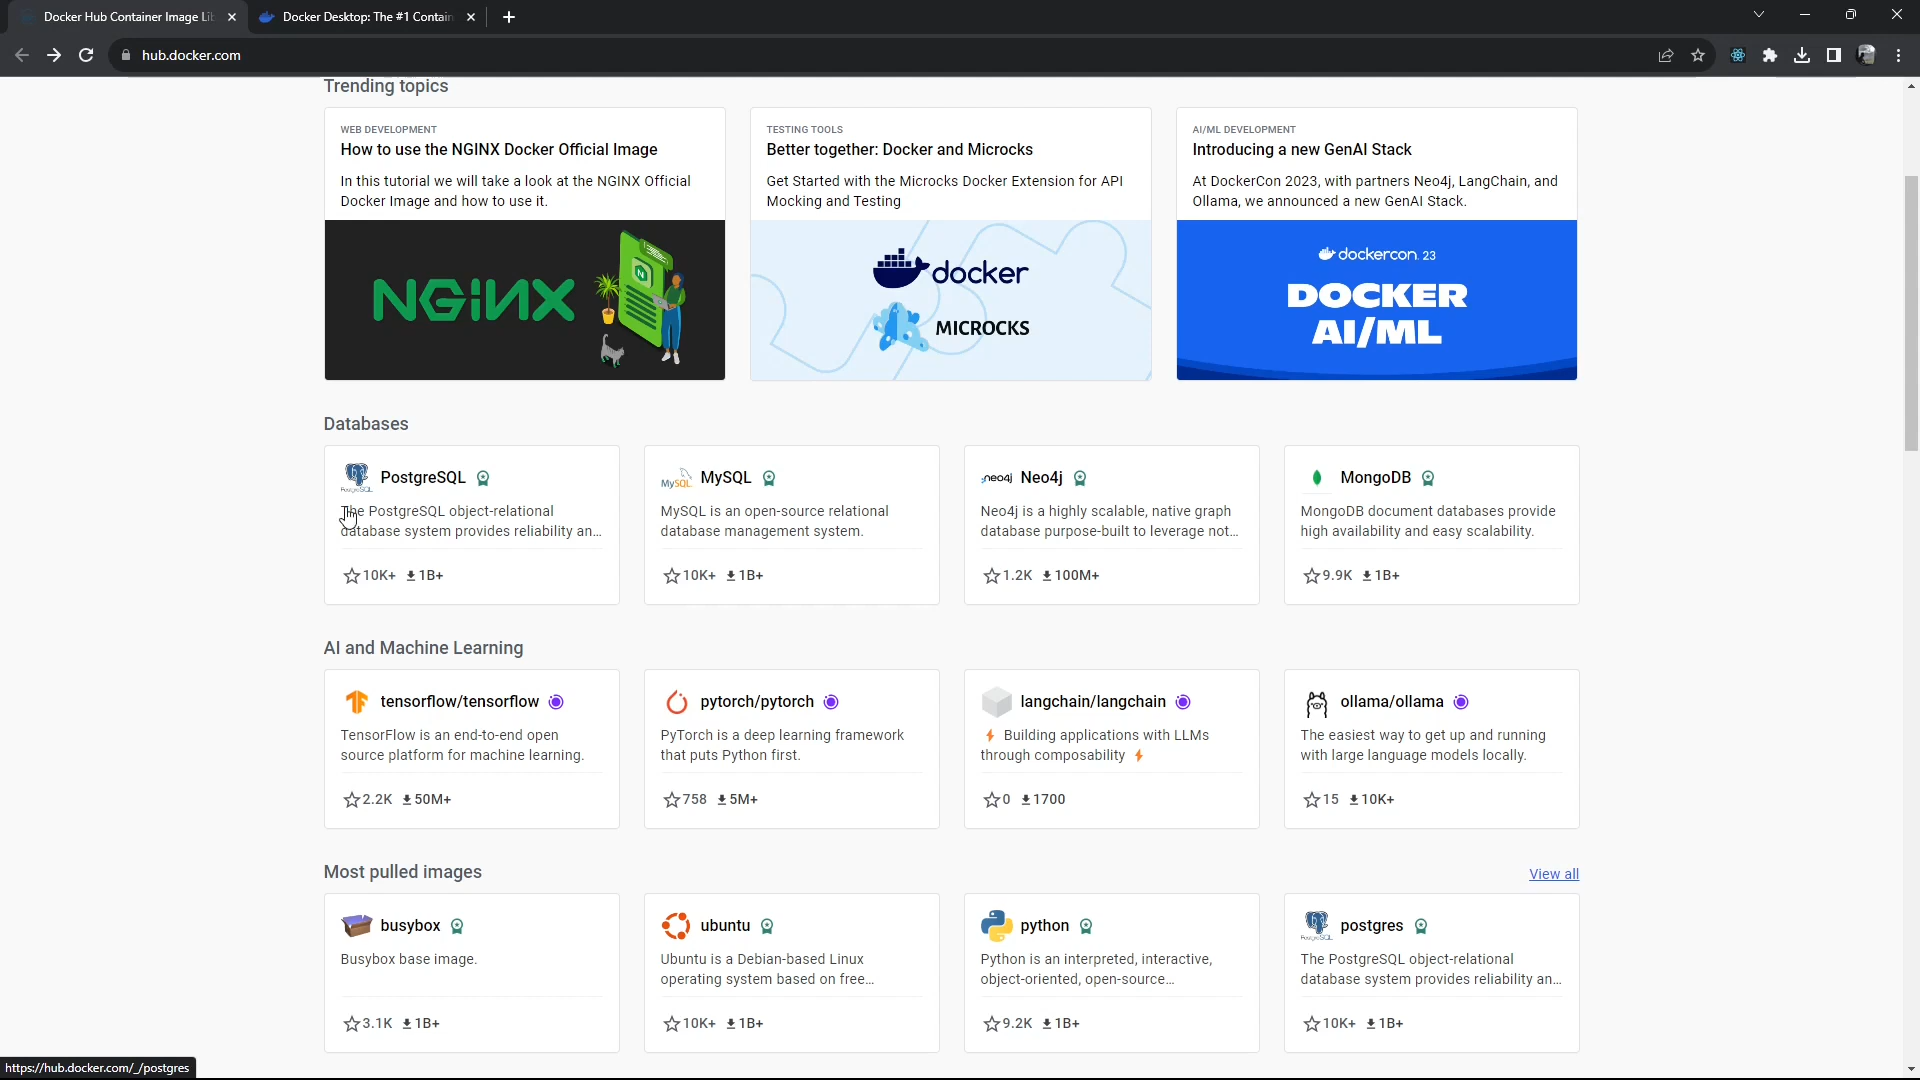 Docker Hub Container Image Li
Docker Desktop: The #1 Contain
hub.docker.com
Trending topics
WEB DEVELOPMENT
How to use the NGINX Docker Official Image
In this tutorial we will take a look at the NGINX Official
Docker Image and how to use it.
NGINX
TESTING TOOLS
Better together: Docker and Microcks
Get Started with the Microcks Docker Extension for API
Mocking and Testing
docker
MICROCKS
AI/ML DEVELOPMENT
Introducing a new GenAI Stack
At DockerCon 2023, with partners Neo4j, LangChain, and
Ollama, we announced a new GenAI Stack.
dockercon.23
DOCKER
AI/ML
Databases
PostgreSQL
The PostgreSQL object-relational
database system provides reliability an...
10K+ 1B+
MySQL
MySQL
MySQL is an open-source relational
database management system.
10K+ 1B+
neo4j
Neo4j
Neo4j is a highly scalable, native graph
database purpose-built to leverage not...
1.2K 100M+
MongoDB
MongoDB document databases provide
high availability and easy scalability.
9.9K 1B+
AI and Machine Learning
tensorflow/tensorflow
TensorFlow is an end-to-end open
source platform for machine learning.
2.2K 50M+
pytorch/pytorch
PyTorch is a deep learning framework
that puts Python first.
758 5M+
langchain/langchain
⚡ Building applications with LLMs
through composability ⚡
0 1700
ollama/ollama
The easiest way to get up and running
with large language models locally.
15 10K+
Most pulled images
View all
busybox
Busybox base image.
3.1K 1B+
ubuntu
Ubuntu is a Debian-based Linux
operating system based on free...
10K+ 1B+
python
Python is an interpreted, interactive,
object-oriented, open-source...
9.2K 1B+
postgres
The PostgreSQL object-relational
database system provides reliability an...
10K+ 1B+
https://hub.docker.com/_/postgres